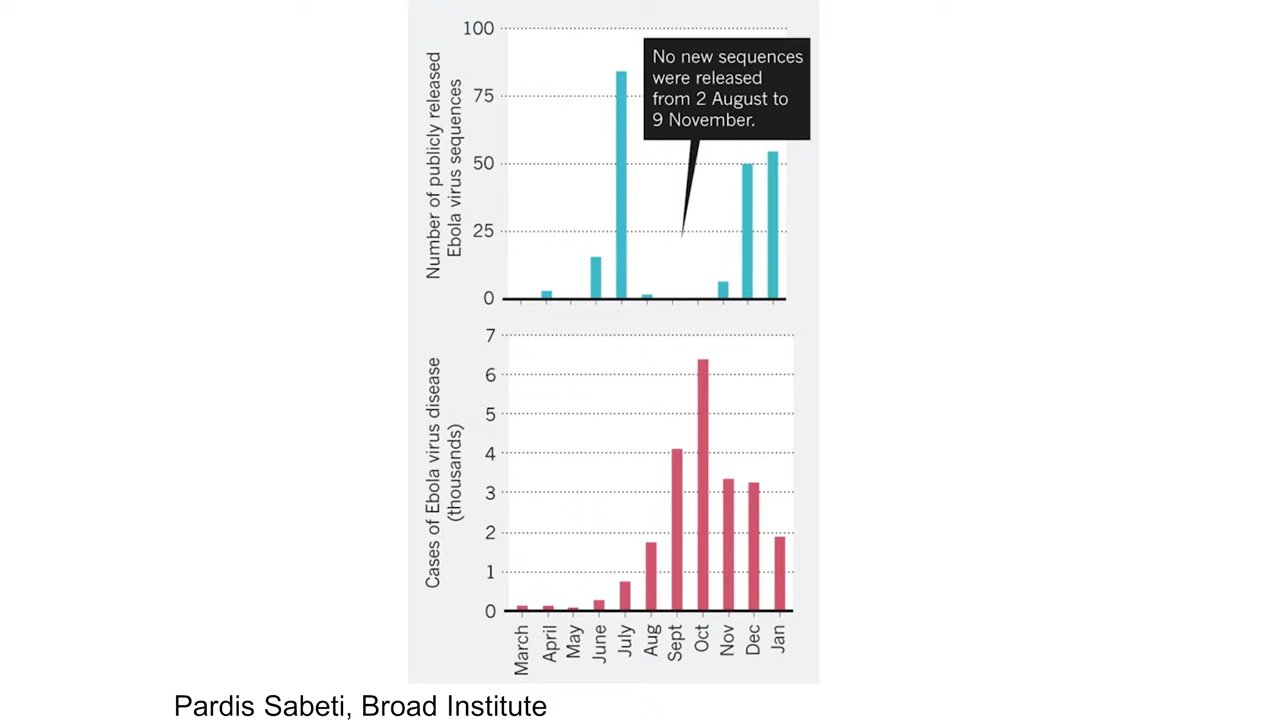 Number of publicly released
Ebola virus sequences
100
75
50
25
0
No new sequences
were released
from 2 August to
9 November.
Cases of Ebola virus disease
(thousands)
7
6
5
4
3
2
1
0
March
April
May
June
July
Aug
Sept
Oct
Nov
Dec
Jan
Pardis Sabeti, Broad Institute